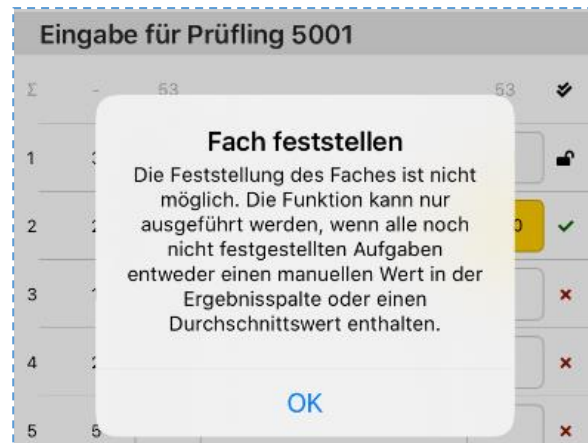 Eingabe für Prüfling 5001
Σ - 53 53
Fach feststellen
Die Feststellung des Faches ist nicht
möglich. Die Funktion kann nur
ausgeführt werden, wenn alle noch
nicht festgestellten Aufgaben
entweder einen manuellen Wert in der
Ergebnisspalte oder einen
Durchschnittswert enthalten.
OK
1
2
3
4
5 5